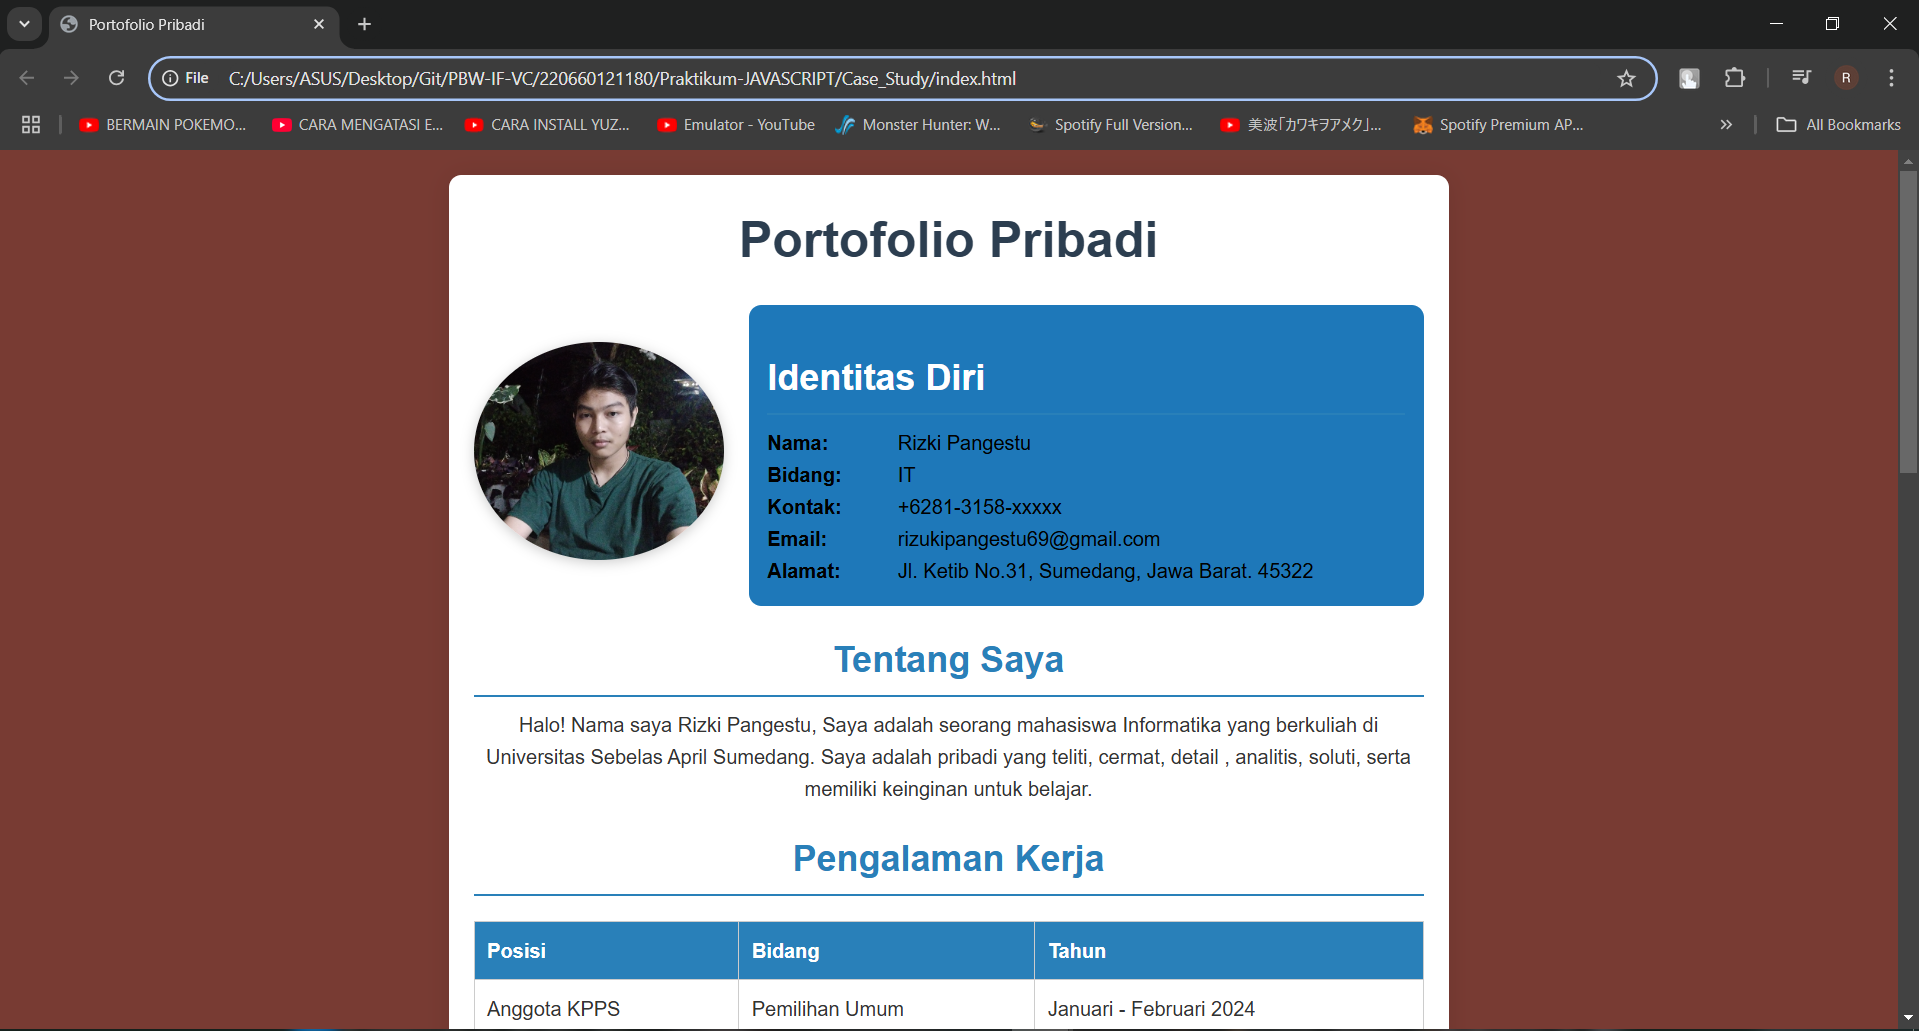 Portofolio Pribadi
File C:/Users/ASUS/Desktop/Git/PBW-IF-VC/220660121180/Praktikum-JAVASCRIPT/Case_Study/index.html
R
BERMAIN POKEMO... CARA MENGATASI E... CARA INSTALL YUZ... Emulator - YouTube Monster Hunter: W... Spotify Full Version... 美波「カワキヲアメク」... Spotify Premium AP... All Bookmarks
Portofolio Pribadi
Identitas Diri
Nama: Rizki Pangestu
Bidang: IT
Kontak: +6281-3158-xxxxx
Email: rizukipangestu69@gmail.com
Alamat: Jl. Ketib No.31, Sumedang, Jawa Barat. 45322
Tentang Saya
Halo! Nama saya Rizki Pangestu, Saya adalah seorang mahasiswa Informatika yang berkuliah di
Universitas Sebelas April Sumedang. Saya adalah pribadi yang teliti, cermat, detail , analitis, soluti, serta
memiliki keinginan untuk belajar.
Pengalaman Kerja
Posisi Bidang Tahun
Anggota KPPS Pemilihan Umum Januari - Februari 2024